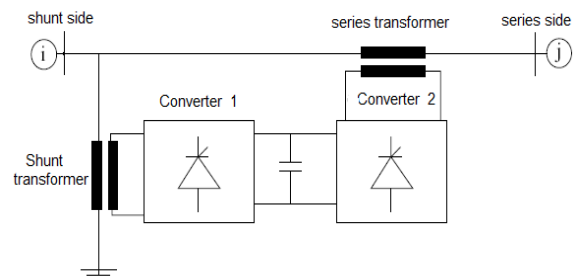 shunt side
series transformer
series side
i
j
Converter 1
Converter 2
Shunt
transformer